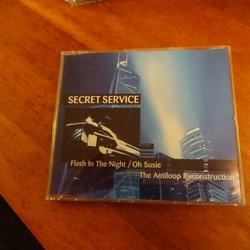 SECRET SERVICE
Flash In The Night / Oh Susie
The Antiloop Reconstruction